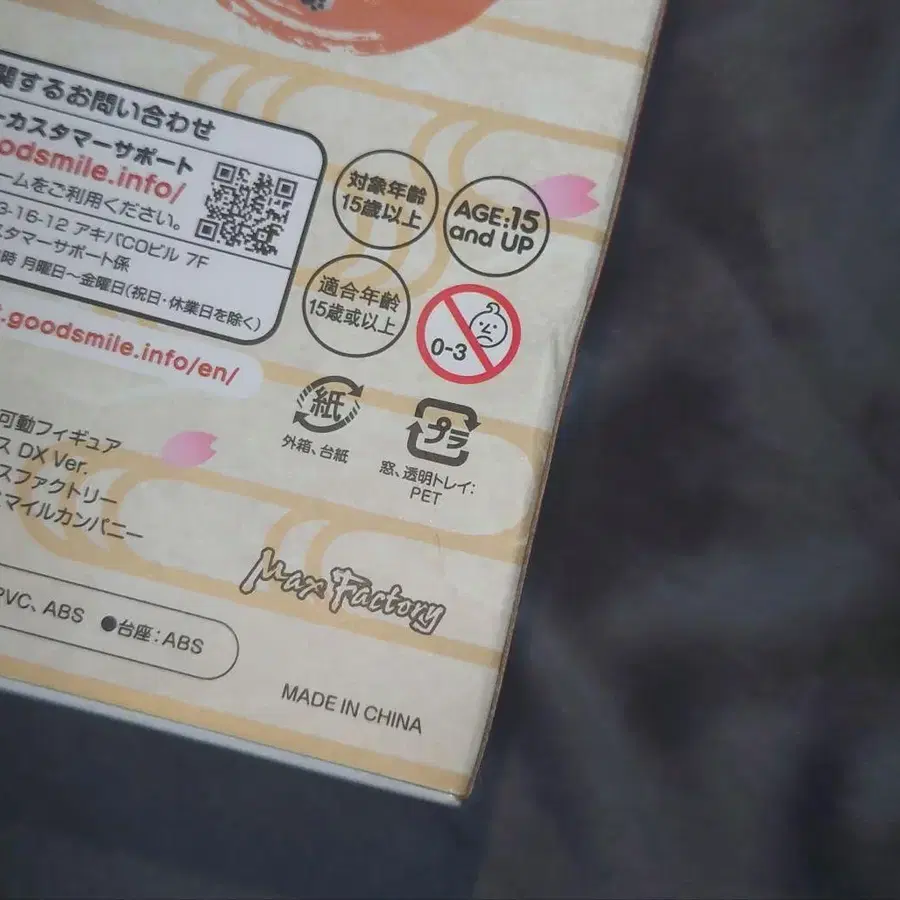 関するお問い合わせ
ーカスタマーサポート
oodsmile.info/
ームをご利用ください。
3-16-12 アキバCOビル 7F
スタマーサポート係
時 月曜日〜金曜日(祝日・休業日を除く)
.goodsmile.info/en/
対象年齢
15歳以上
AGE:15
and UP
適合年齡
15歲或以上
0-3
紙
外箱、台紙
プラ
窓、透明トレイ:
PET
可動フィギュア
ス DX Ver.
スファクトリー
マイルカンパニー
Max Factory
PVC、ABS ●台座:ABS
MADE IN CHINA